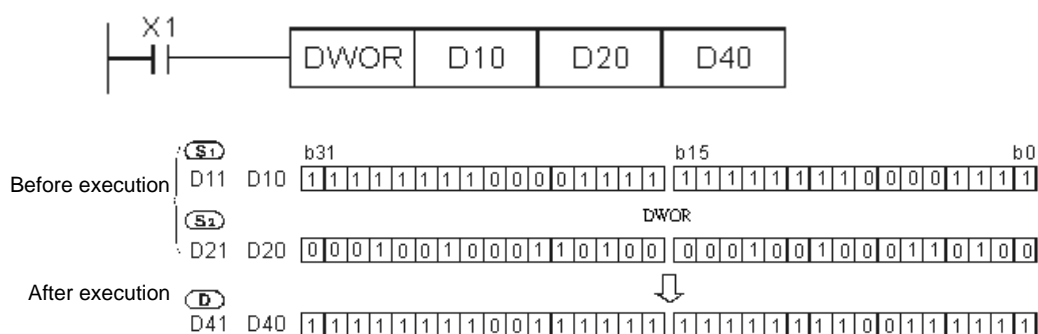 X1
DWOR D10 D20 D40
S1 b31 b15 b0
Before execution D11 D10 1 1 1 1 1 1 1 1 0 0 0 0 1 1 1 1 1 1 1 1 1 1 1 1 0 0 0 0 1 1 1 1
S2 DWOR
D21 D20 0 0 0 1 0 0 1 0 0 0 1 1 0 1 0 0 0 0 0 1 0 0 1 0 0 0 1 1 0 1 0 0
After execution D
D41 D40 1 1 1 1 1 1 1 1 0 0 1 1 1 1 1 1 1 1 1 1 1 1 1 1 0 0 1 1 1 1 1 1